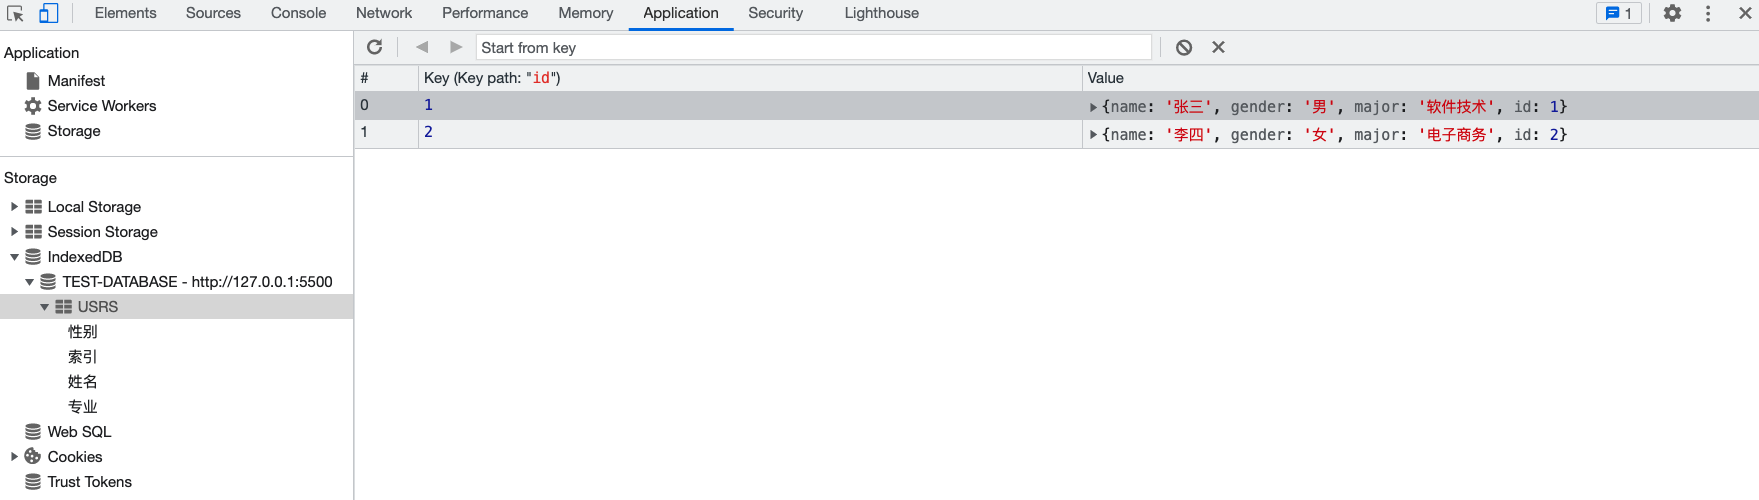 Elements Sources Console Network Performance Memory Application Security Lighthouse 1
Application
Manifest
Service Workers
Storage
Storage
Local Storage
Session Storage
IndexedDB
TEST-DATABASE - http://127.0.0.1:5500
USRS
性别
索引
姓名
专业
Web SQL
Cookies
Trust Tokens
Start from key
# Key (Key path: "id") Value
0 1 {name: '张三', gender: '男', major: '软件技术', id: 1}
1 2 {name: '李四', gender: '女', major: '电子商务', id: 2}